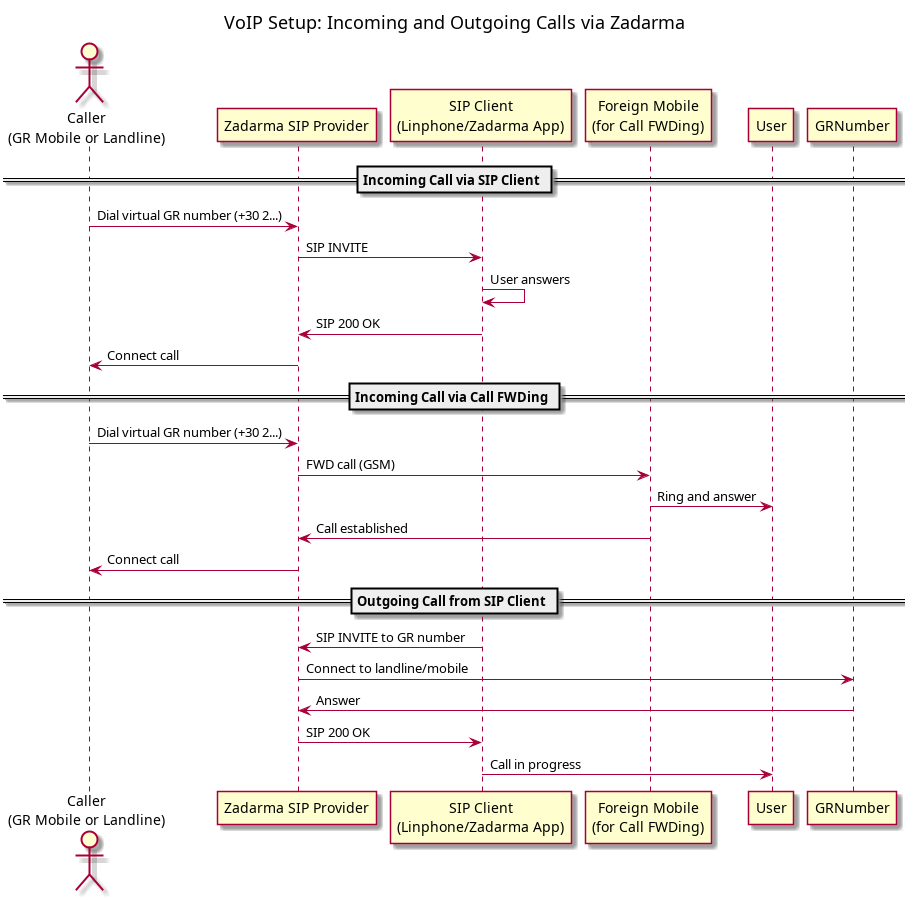 VoIP Setup: Incoming and Outgoing Calls via Zadarma
Caller
(GR Mobile or Landline)
Zadarma SIP Provider
SIP Client
(Linphone/Zadarma App)
Foreign Mobile
(for Call FWDing)
User
GRNumber
Incoming Call via SIP Client
Dial virtual GR number (+30 2...)
SIP INVITE
User answers
SIP 200 OK
Connect call
Incoming Call via Call FWDing
Dial virtual GR number (+30 2...)
FWD call (GSM)
Ring and answer
Call established
Connect call
Outgoing Call from SIP Client
SIP INVITE to GR number
Connect to landline/mobile
Answer
SIP 200 OK
Call in progress
Caller
(GR Mobile or Landline)
Zadarma SIP Provider
SIP Client
(Linphone/Zadarma App)
Foreign Mobile
(for Call FWDing)
User
GRNumber